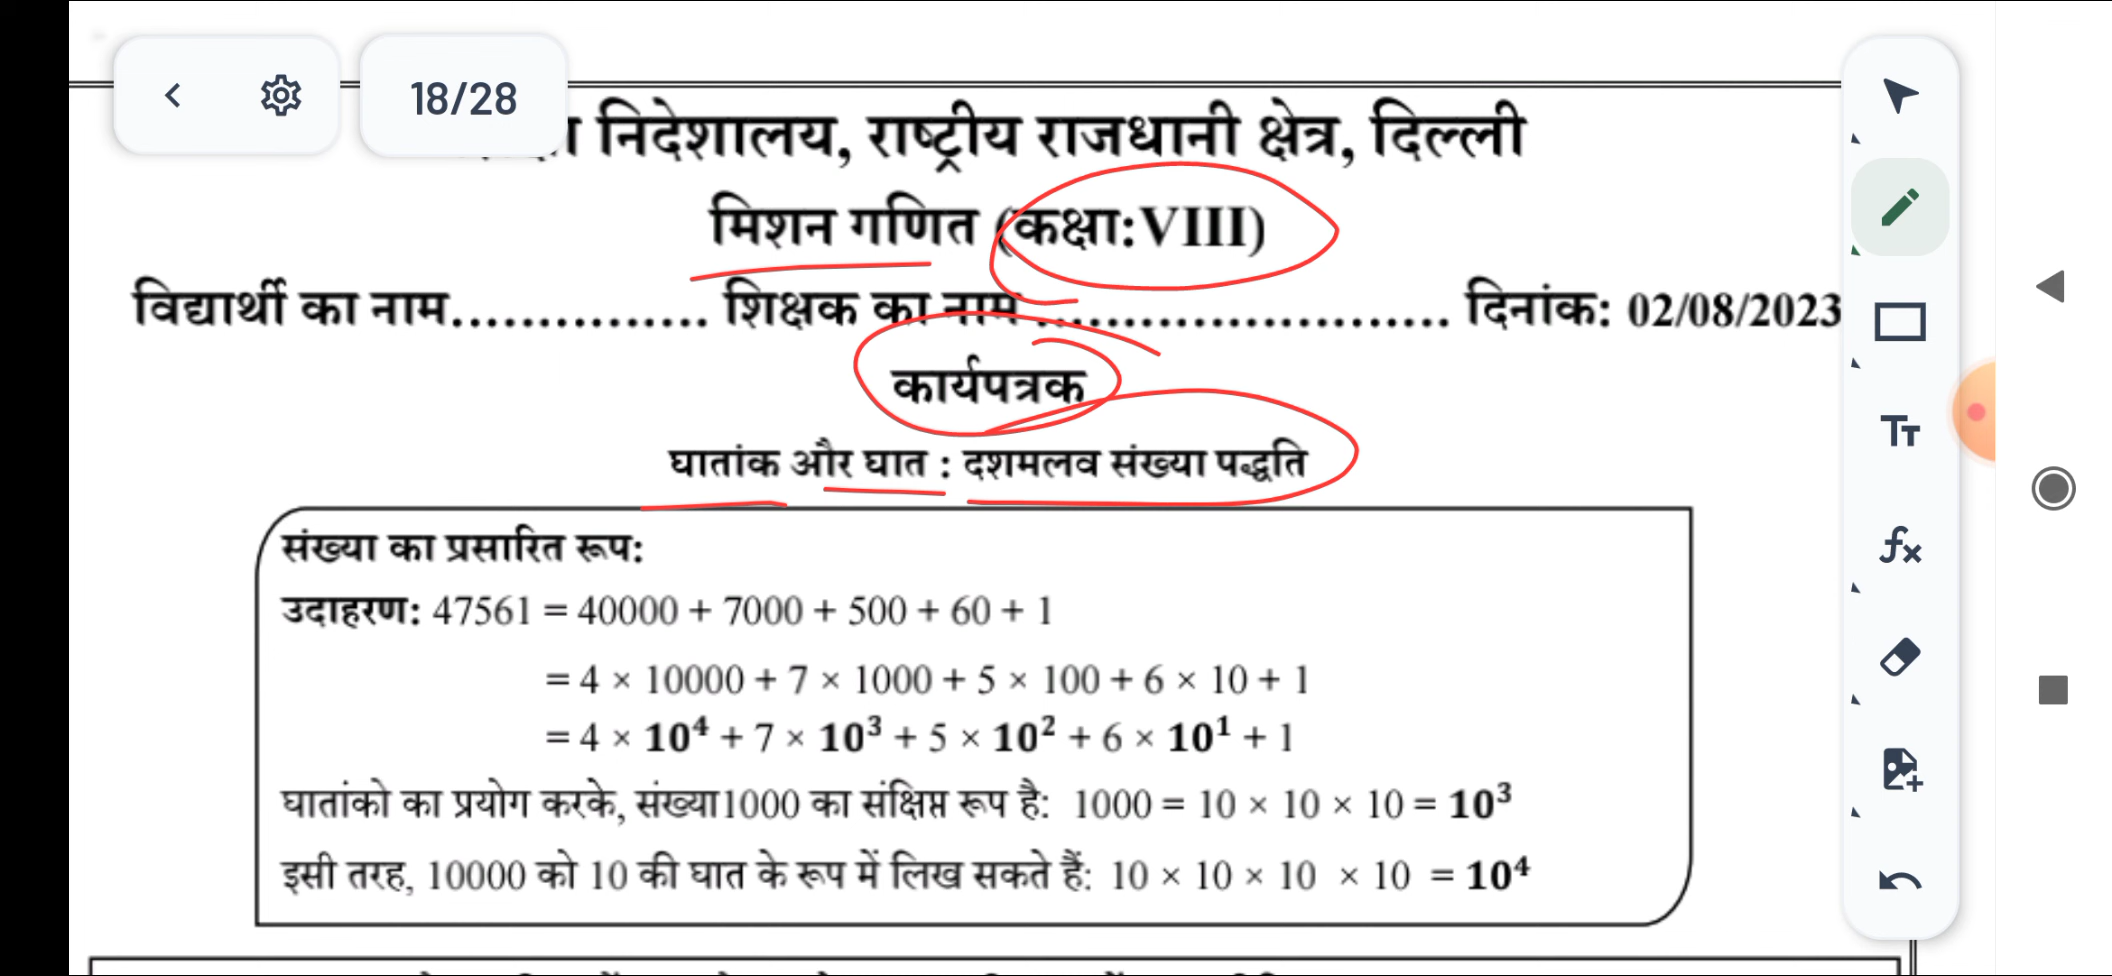 18/28
निदेशालय, राष्ट्रीय राजधानी क्षेत्र, दिल्ली
मिशन गणित (कक्षा:VIII)
विद्यार्थी का नाम............... शिक्षक का नाम ........................ दिनांक: 02/08/2023
कार्यपत्रक
घातांक और घात : दशमलव संख्या पद्धति
संख्या का प्रसारित रूप:
उदाहरण: 47561 = 40000 + 7000 + 500 + 60 + 1
= 4 × 10000 + 7 × 1000 + 5 × 100 + 6 × 10 + 1
= 4 × 10⁴ + 7 × 10³ + 5 × 10² + 6 × 10¹ + 1
घातांको का प्रयोग करके, संख्या1000 का संक्षिप्त रूप है: 1000 = 10 × 10 × 10 = 10³
इसी तरह, 10000 को 10 की घात के रूप में लिख सकते हैं: 10 × 10 × 10 × 10 = 10⁴